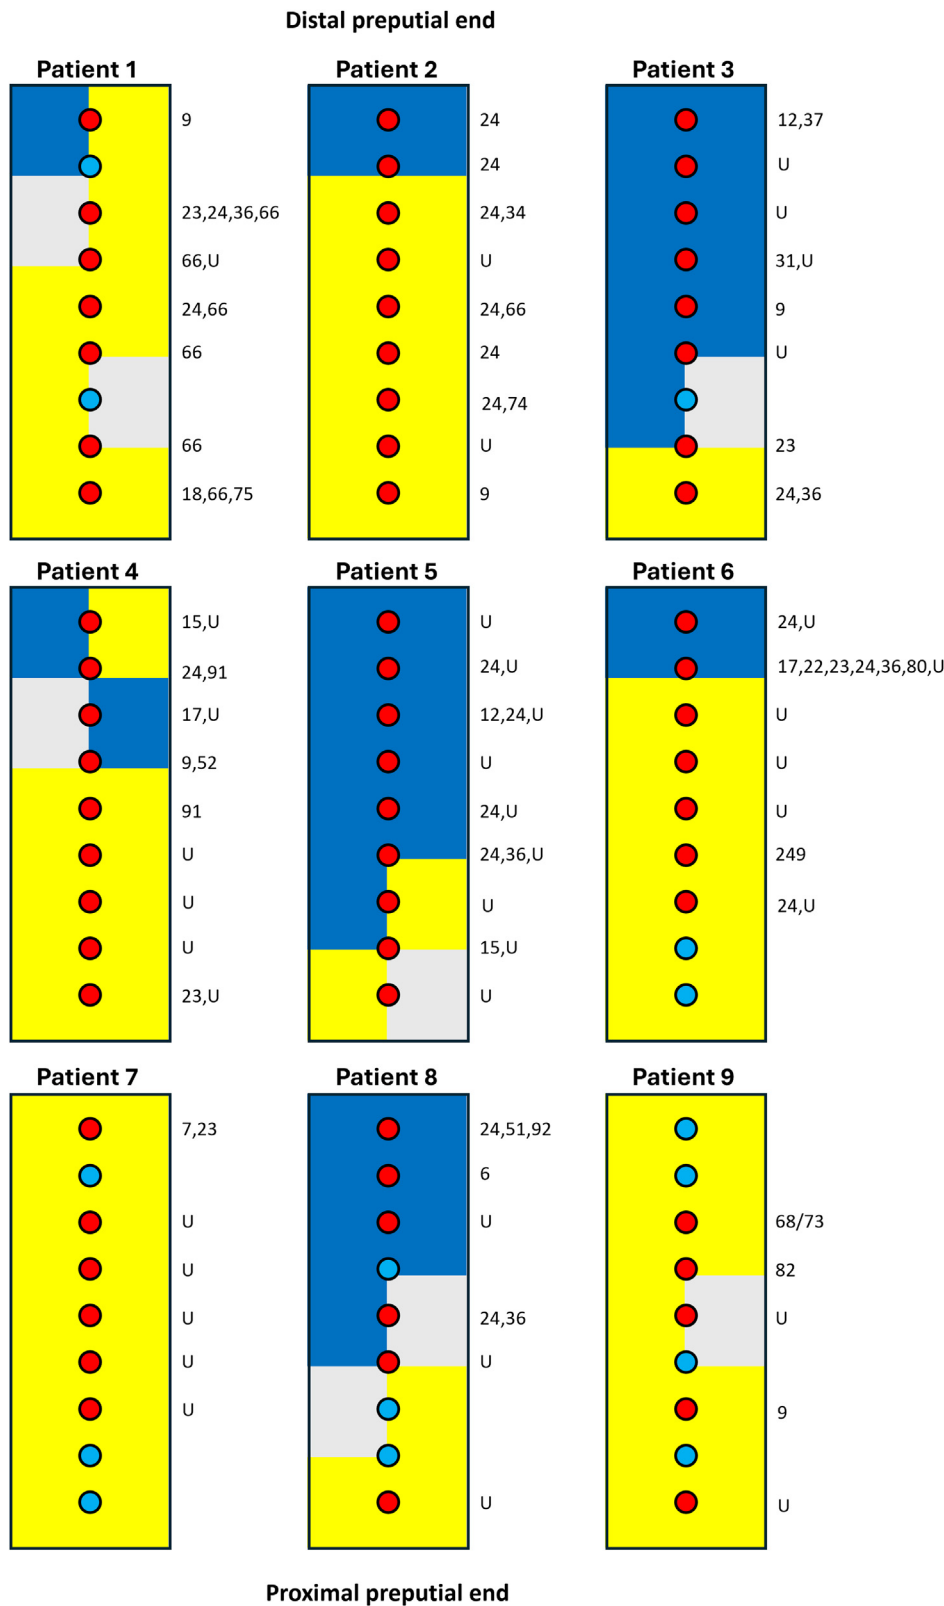 Distal preputial end
Patient 1
9
23,24,36,66
66,U
24,66
66
66
18,66,75
Patient 2
24
24
24,34
U
24,66
24
24,74
U
9
Patient 3
12,37
U
U
31,U
9
U
23
24,36
Patient 4
15,U
24,91
17,U
9,52
91
U
U
U
23,U
Patient 5
U
24,U
12,24,U
U
24,U
24,36,U
U
15,U
U
Patient 6
24,U
17,22,23,24,36,80,U
U
U
U
249
24,U
Patient 7
7,23
U
U
U
U
U
Patient 8
24,51,92
6
U
24,36
U
U
Patient 9
68/73
82
U
9
U
Proximal preputial end